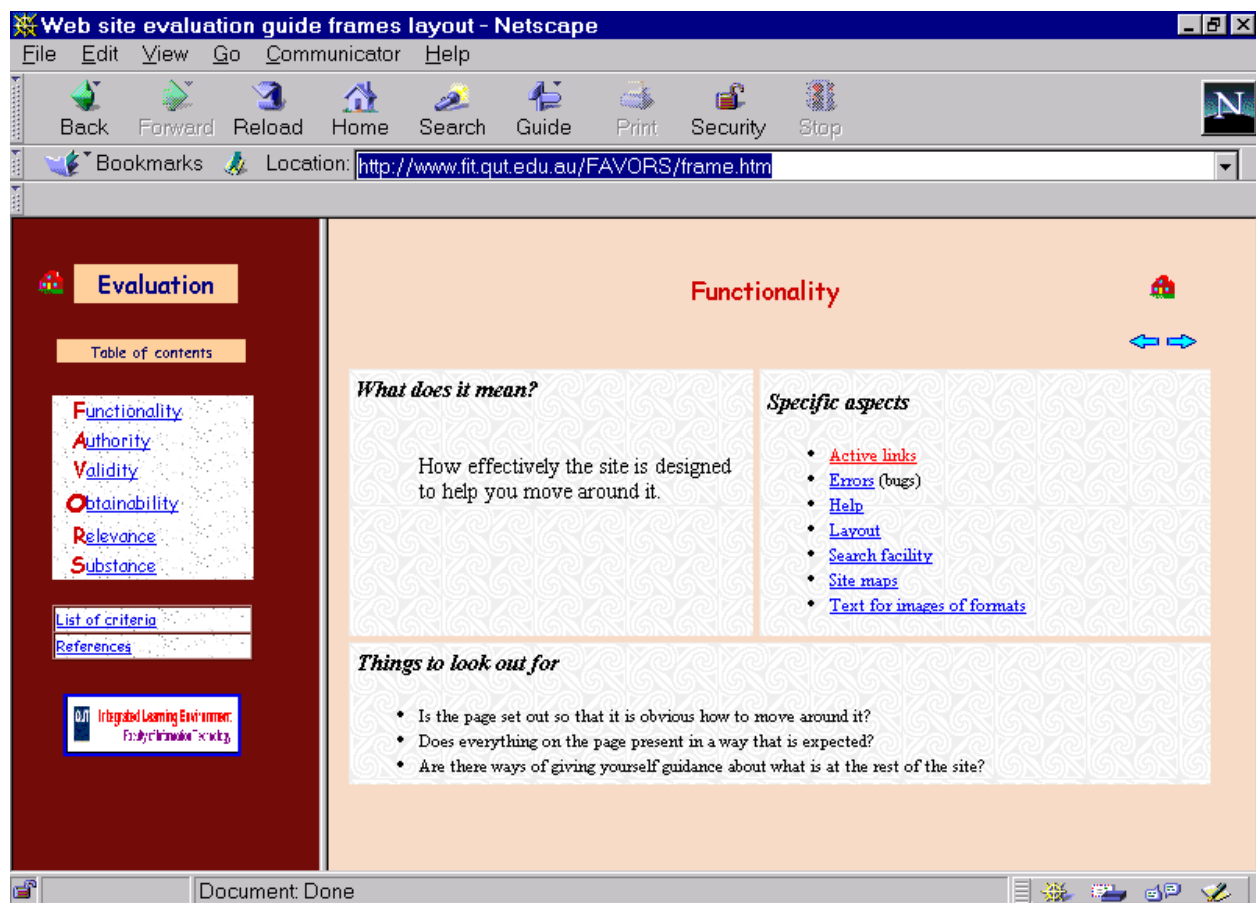 Web site evaluation guide frames layout - Netscape
File Edit View Go Communicator Help
Back Forward Reload Home Search Guide Print Security Stop
N
Bookmarks Location: http://www.fit.qut.edu.au/FAVORS/frame.htm
Evaluation
Table of contents
Functionality
Authority
Validity
Obtainability
Relevance
Substance
List of criteria
References
QUT Integrated Learning Environment
Faculty of Information Technology
Functionality
What does it mean?
How effectively the site is designed
to help you move around it.
Specific aspects
• Active links
• Errors (bugs)
• Help
• Layout
• Search facility
• Site maps
• Text for images of formats
Things to look out for
• Is the page set out so that it is obvious how to move around it?
• Does everything on the page present in a way that is expected?
• Are there ways of giving yourself guidance about what is at the rest of the site?
Document: Done